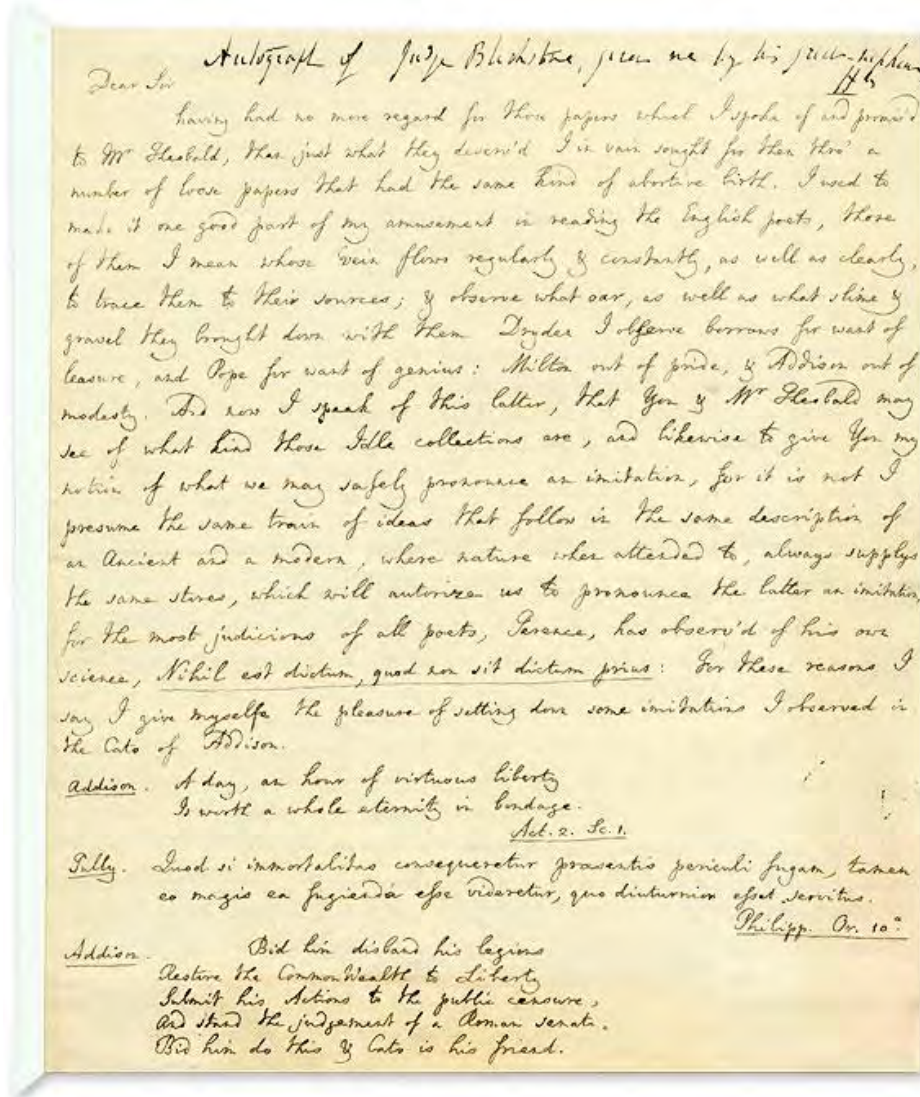 Autograph of Judge Blackstone, given me by his great-nephew
Dear Sir
having had no more regard for those papers which I spoke of and promis'd
to Mr Theobald, than just what they deserv'd I in vain sought for them thro' a
number of loose papers that had the same kind of abortive birth. I used to
make it one good part of my amusement in reading the English poets, those
of them I mean whose vein flows regularly & constantly, as well as clearly,
to trace them to their sources; & observe what oar, as well as what slime &
gravel they brought down with them Dryden I observe borrows for want of
leasure, and Pope for want of genius: Milton out of pride, & Addison out of
modesty. And now I speak of this latter, that You & Mr Theobald may
see of what kind those Idle collections are, and likewise to give You my
notion of what we may safely pronounce an imitation, for it is not I
presume the same train of ideas that follow in the same description of
an Ancient and a modern, where nature when attended to, always supplys
the same stores, which will autorize us to pronounce the latter an imitation,
for the most judicious of all poets, Terence, has observ'd of his own
science, Nihil est dictum, quod non sit dictum prius: For these reasons I
say I give myselfe the pleasure of setting down some imitations I observed in
the Cato of Addison.
Addison. A day, an hour of virtuous liberty
Is worth a whole eternity in bondage.
Act. 2. Sc. 1.
Tully. Quod si immortalitas consequeretur præsentis periculi fugam, tamen
eo magis ea fugienda esse videretur, quo diuturnior esset servitus.
Philipp. Or. 10.a
Addison. Bid him disband his legions
Restore the CommonWealth to Liberty
Submit his Actions to the public censure,
And stand the judgement of a Roman senate.
Bid him do this & Cato is his friend.